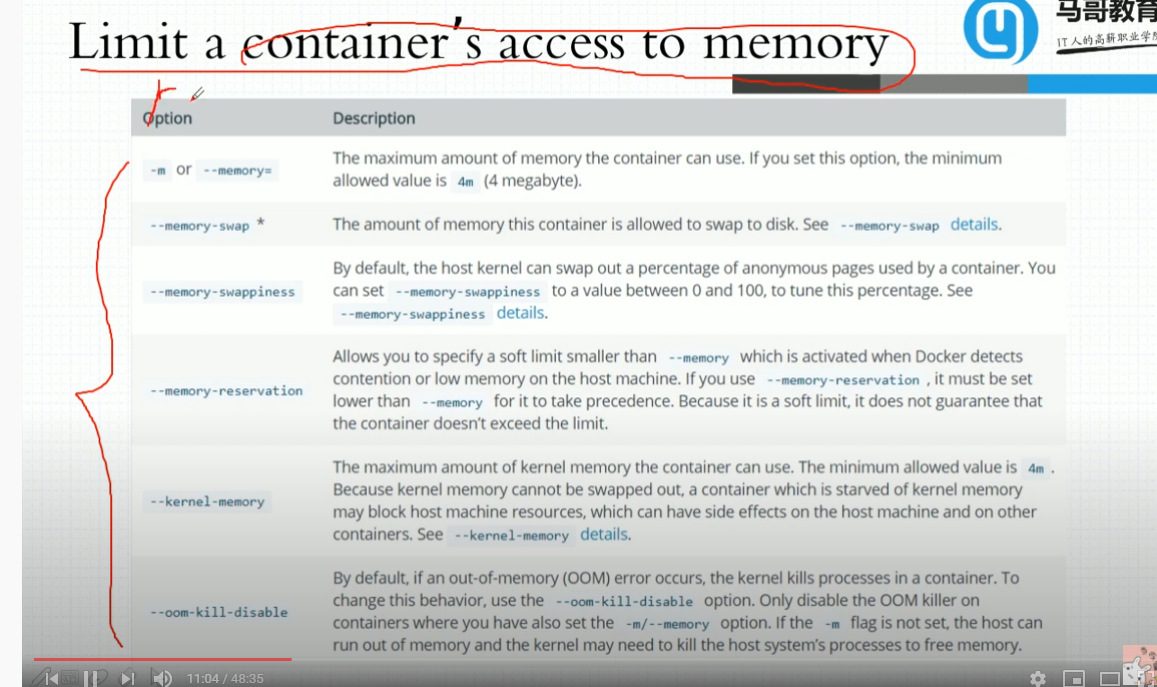 Limit a container's access to memory
马哥教育
IT人的高薪职业学院
Option Description
-m or --memory= The maximum amount of memory the container can use. If you set this option, the minimum
allowed value is 4m (4 megabyte).
--memory-swap * The amount of memory this container is allowed to swap to disk. See --memory-swap details.
By default, the host kernel can swap out a percentage of anonymous pages used by a container. You
--memory-swappiness can set --memory-swappiness to a value between 0 and 100, to tune this percentage. See
--memory-swappiness details.
Allows you to specify a soft limit smaller than --memory which is activated when Docker detects
contention or low memory on the host machine. If you use --memory-reservation , it must be set
--memory-reservation lower than --memory for it to take precedence. Because it is a soft limit, it does not guarantee that
the container doesn't exceed the limit.
The maximum amount of kernel memory the container can use. The minimum allowed value is 4m .
Because kernel memory cannot be swapped out, a container which is starved of kernel memory
--kernel-memory may block host machine resources, which can have side effects on the host machine and on other
containers. See --kernel-memory details.
By default, if an out-of-memory (OOM) error occurs, the kernel kills processes in a container. To
change this behavior, use the --oom-kill-disable option. Only disable the OOM killer on
--oom-kill-disable containers where you have also set the -m/--memory option. If the -m flag is not set, the host can
run out of memory and the kernel may need to kill the host system's processes to free memory.
11:04 / 48:35